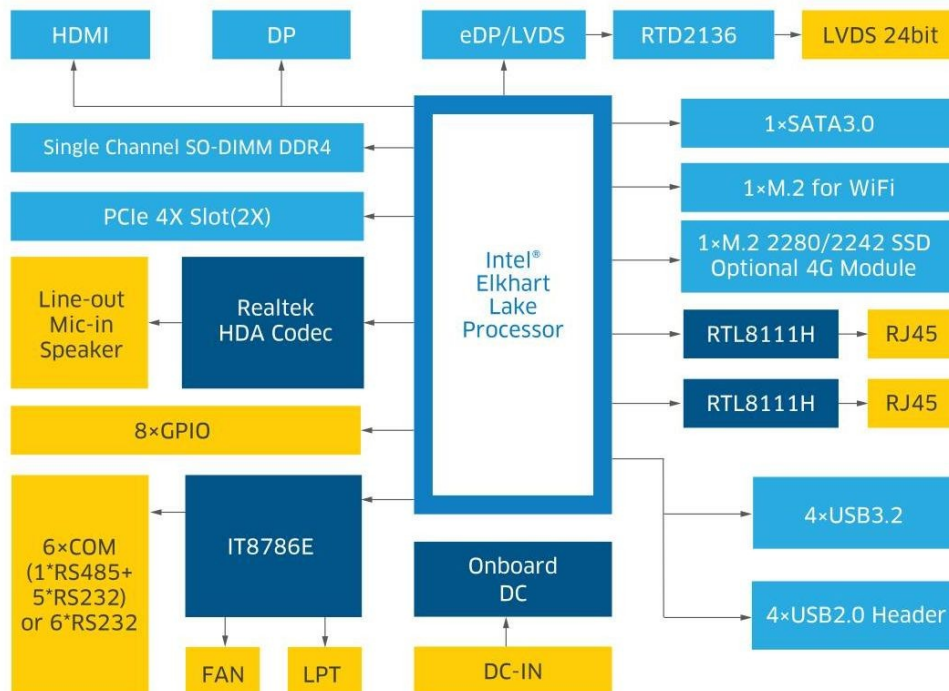 HDMI
DP
eDP/LVDS
RTD2136
LVDS 24bit
Single Channel SO-DIMM DDR4
PCIe 4X Slot(2X)
Line-out
Mic-in
Speaker
Realtek
HDA Codec
8×GPIO
6×COM
(1*RS485+
5*RS232)
or 6*RS232
IT8786E
FAN
LPT
Intel®
Elkhart
Lake
Processor
Onboard
DC
DC-IN
1×SATA3.0
1×M.2 for WiFi
1×M.2 2280/2242 SSD
Optional 4G Module
RTL8111H
RJ45
RTL8111H
RJ45
4×USB3.2
4×USB2.0 Header